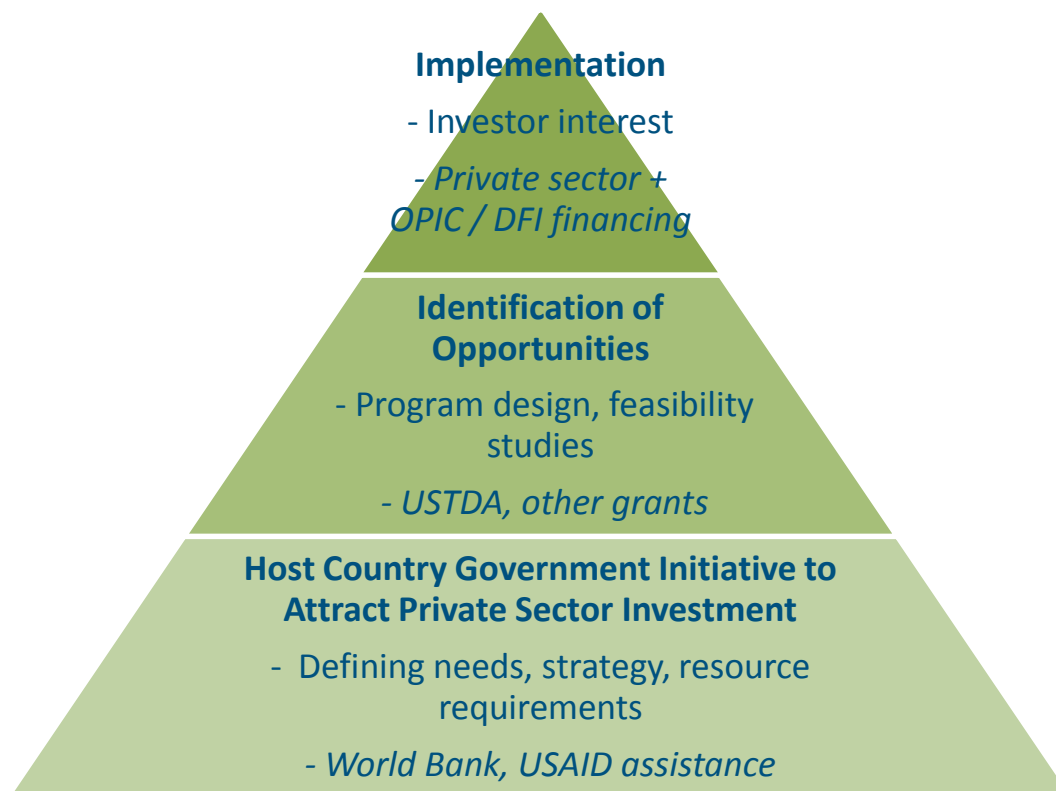 Implementation
- Investor interest
- Private sector +
OPIC / DFI financing
Identification of
Opportunities
- Program design, feasibility
studies
- USTDA, other grants
Host Country Government Initiative to
Attract Private Sector Investment
- Defining needs, strategy, resource
requirements
- World Bank, USAID assistance